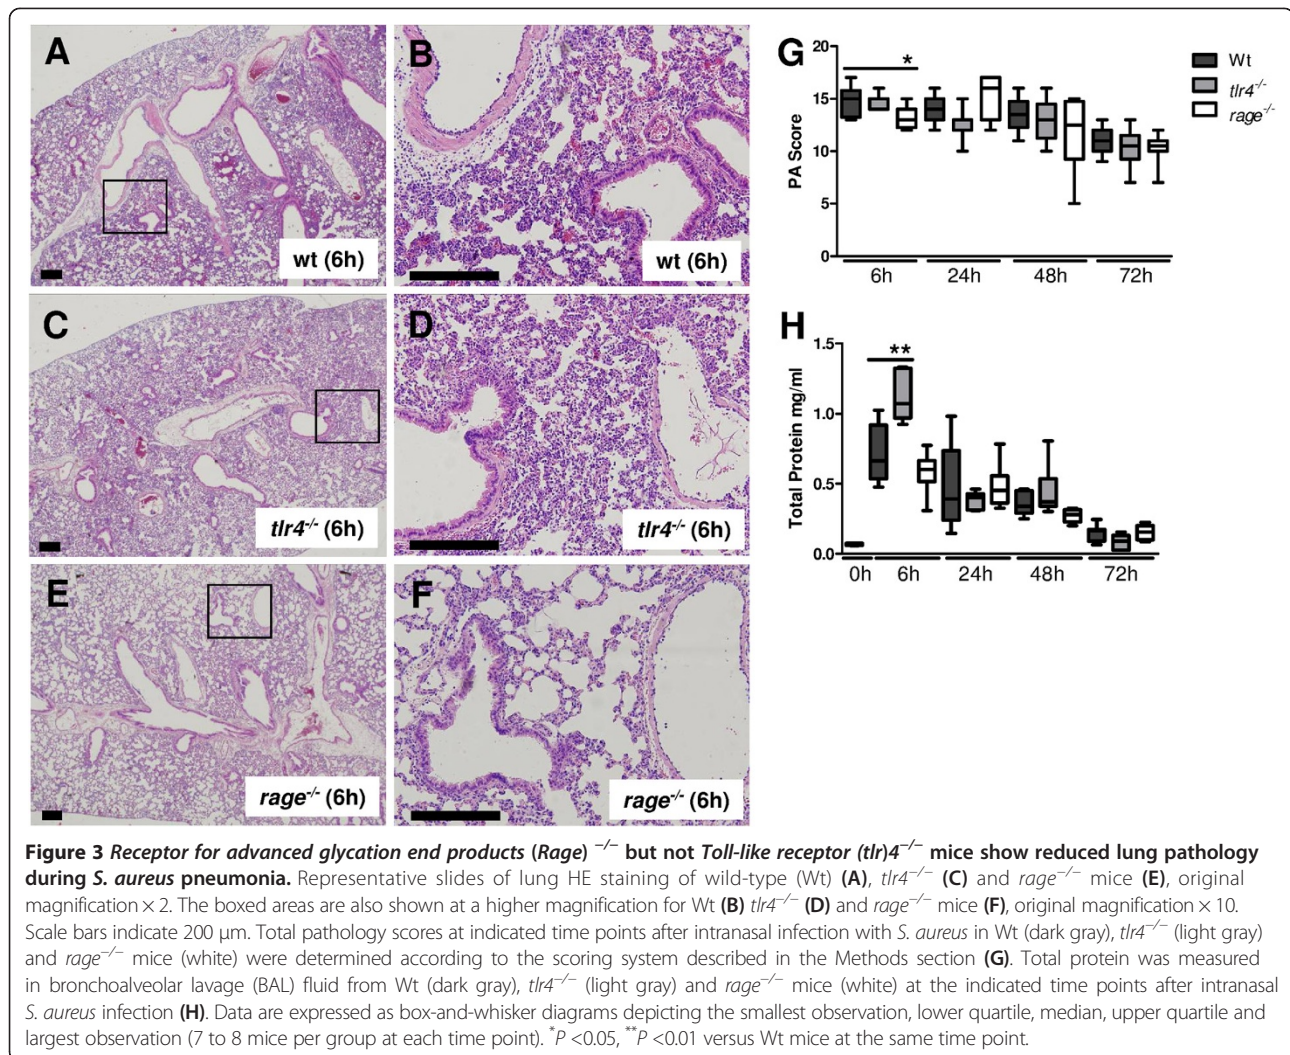 A
wt (6h)
B
wt (6h)
C
tlr4-/- (6h)
D
tlr4-/- (6h)
E
rage-/- (6h)
F
rage-/- (6h)
G
20
15
10
5
0
PA Score
*
6h 24h 48h 72h
Wt
tlr4-/-
rage-/-
H
1.5
1.0
0.5
0.0
Total Protein mg/ml
**
0h 6h 24h 48h 72h
Figure 3 Receptor for advanced glycation end products (Rage) −/− but not Toll-like receptor (tlr)4−/− mice show reduced lung pathology
during S. aureus pneumonia. Representative slides of lung HE staining of wild-type (Wt) (A), tlr4−/− (C) and rage−/− mice (E), original
magnification × 2. The boxed areas are also shown at a higher magnification for Wt (B) tlr4−/− (D) and rage−/− mice (F), original magnification × 10.
Scale bars indicate 200 μm. Total pathology scores at indicated time points after intranasal infection with S. aureus in Wt (dark gray), tlr4−/− (light gray)
and rage−/− mice (white) were determined according to the scoring system described in the Methods section (G). Total protein was measured
in bronchoalveolar lavage (BAL) fluid from Wt (dark gray), tlr4−/− (light gray) and rage−/− mice (white) at the indicated time points after intranasal
S. aureus infection (H). Data are expressed as box-and-whisker diagrams depicting the smallest observation, lower quartile, median, upper quartile and
largest observation (7 to 8 mice per group at each time point). *P <0.05, **P <0.01 versus Wt mice at the same time point.